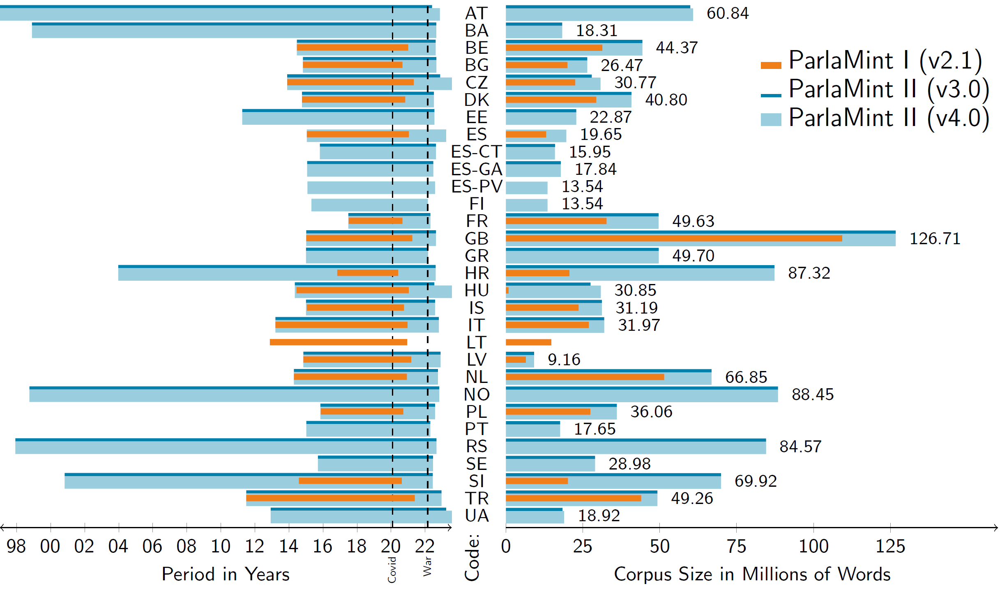 AT 60.84
BA 18.31
BE 44.37
BG 26.47
CZ 30.77
DK 40.80
EE 22.87
ES 19.65
ES-CT 15.95
ES-GA 17.84
ES-PV 13.54
FI 13.54
FR 49.63
GB 126.71
GR 49.70
HR 87.32
HU 30.85
IS 31.19
IT 31.97
LT
LV 9.16
NL 66.85
NO 88.45
PL 36.06
PT 17.65
RS 84.57
SE 28.98
SI 69.92
TR 49.26
UA 18.92
ParlaMint I (v2.1)
ParlaMint II (v3.0)
ParlaMint II (v4.0)
98 00 02 04 06 08 10 12 14 16 18 20 22
Covid
War
Period in Years
Code:
0 25 50 75 100 125
Corpus Size in Millions of Words